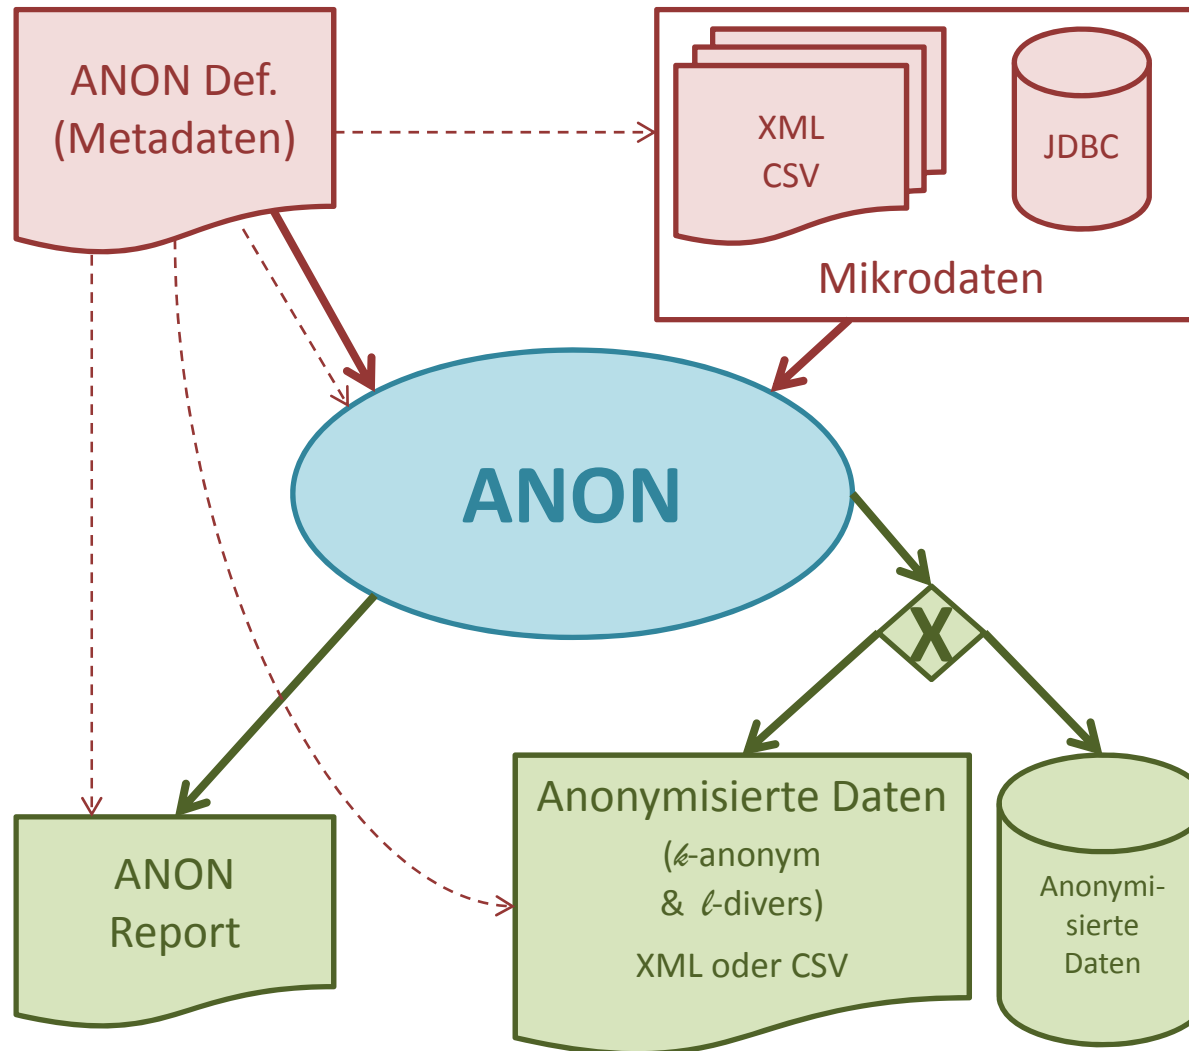 ANON Def.
(Metadaten)
XML
CSV
JDBC
Mikrodaten
ANON
X
ANON
Report
Anonymisierte Daten
(k-anonym
& ℓ-divers)
XML oder CSV
Anonymi-
sierte
Daten